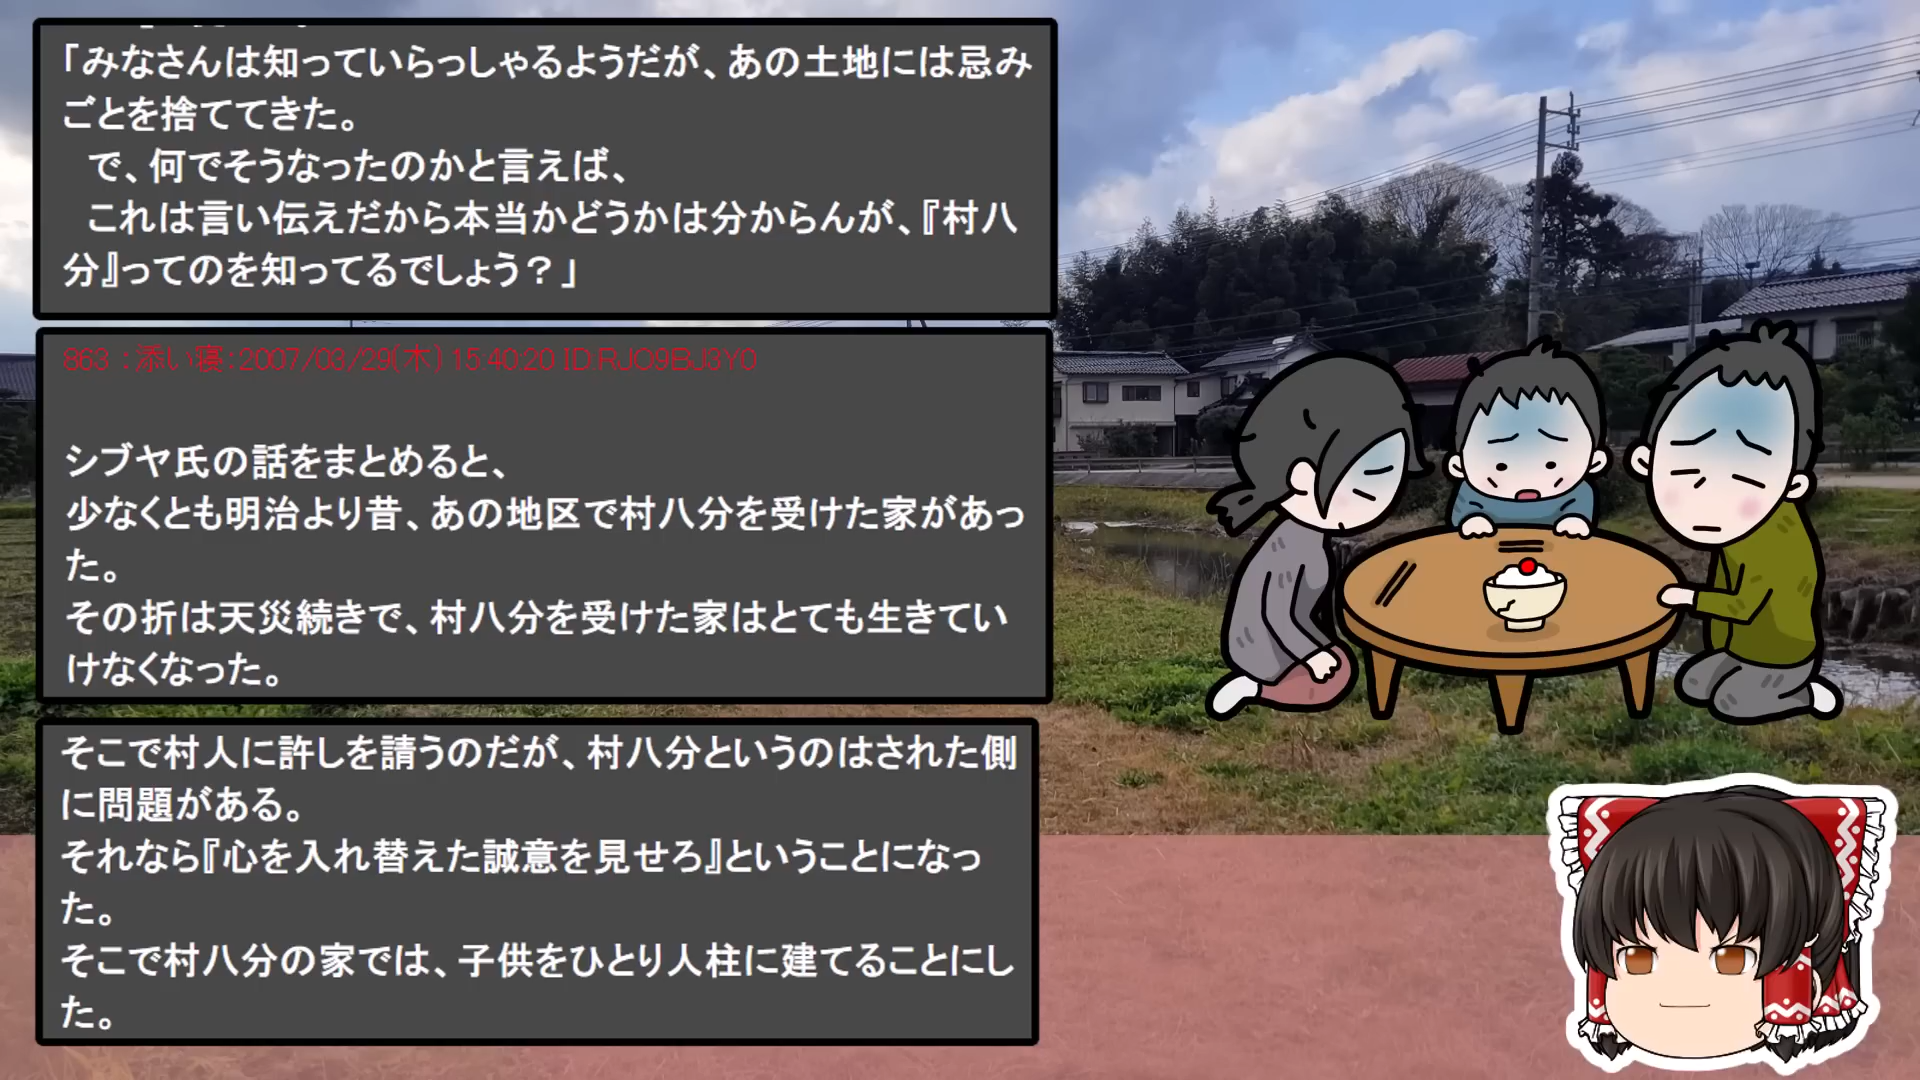 「みなさんは知っていらっしゃるようだが、あの土地には忌み
ごとを捨ててきた。
で、何でそうなったのかと言えば、
これは言い伝えだから本当かどうかは分からんが、『村八
分』ってのを知ってるでしょう？」
863 ：添い寝：2007/03/29(木) 15:40:20 ID:RJO9BJ3Y0
シブヤ氏の話をまとめると、
少なくとも明治より昔、あの地区で村八分を受けた家があっ
た。
その折は天災続きで、村八分を受けた家はとても生きてい
けなくなった。
そこで村人に許しを請うのだが、村八分というのはされた側
に問題がある。
それなら『心を入れ替えた誠意を見せろ』ということになっ
た。
そこで村八分の家では、子供をひとり人柱に建てることにし
た。